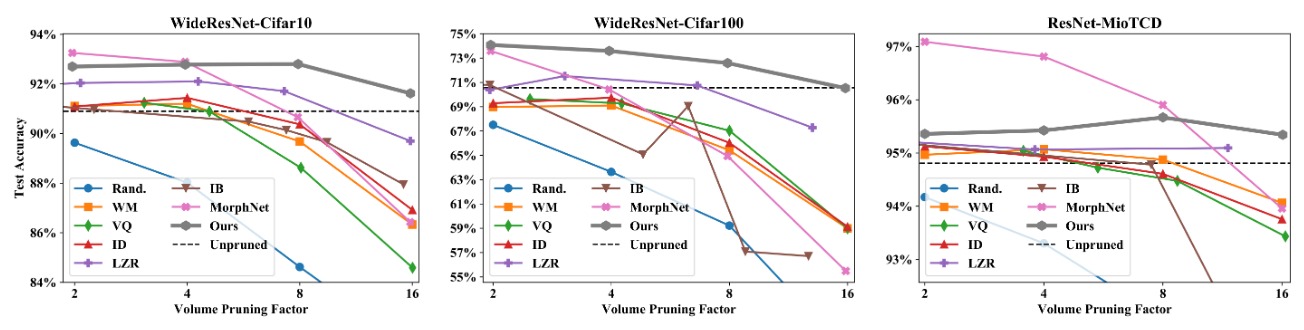 WideResNet-Cifar10
94%
92%
90%
88%
86%
84%
Test Accuracy
Rand.
WM
VQ
ID
LZR
IB
MorphNet
Ours
Unpruned
2
4
8
16
Volume Pruning Factor
WideResNet-Cifar100
75%
73%
71%
69%
67%
65%
63%
61%
59%
57%
55%
Rand.
WM
VQ
ID
LZR
IB
MorphNet
Ours
Unpruned
2
4
8
16
Volume Pruning Factor
ResNet-MioTCD
97%
96%
95%
94%
93%
Rand.
WM
VQ
ID
LZR
IB
MorphNet
Ours
Unpruned
2
4
8
16
Volume Pruning Factor